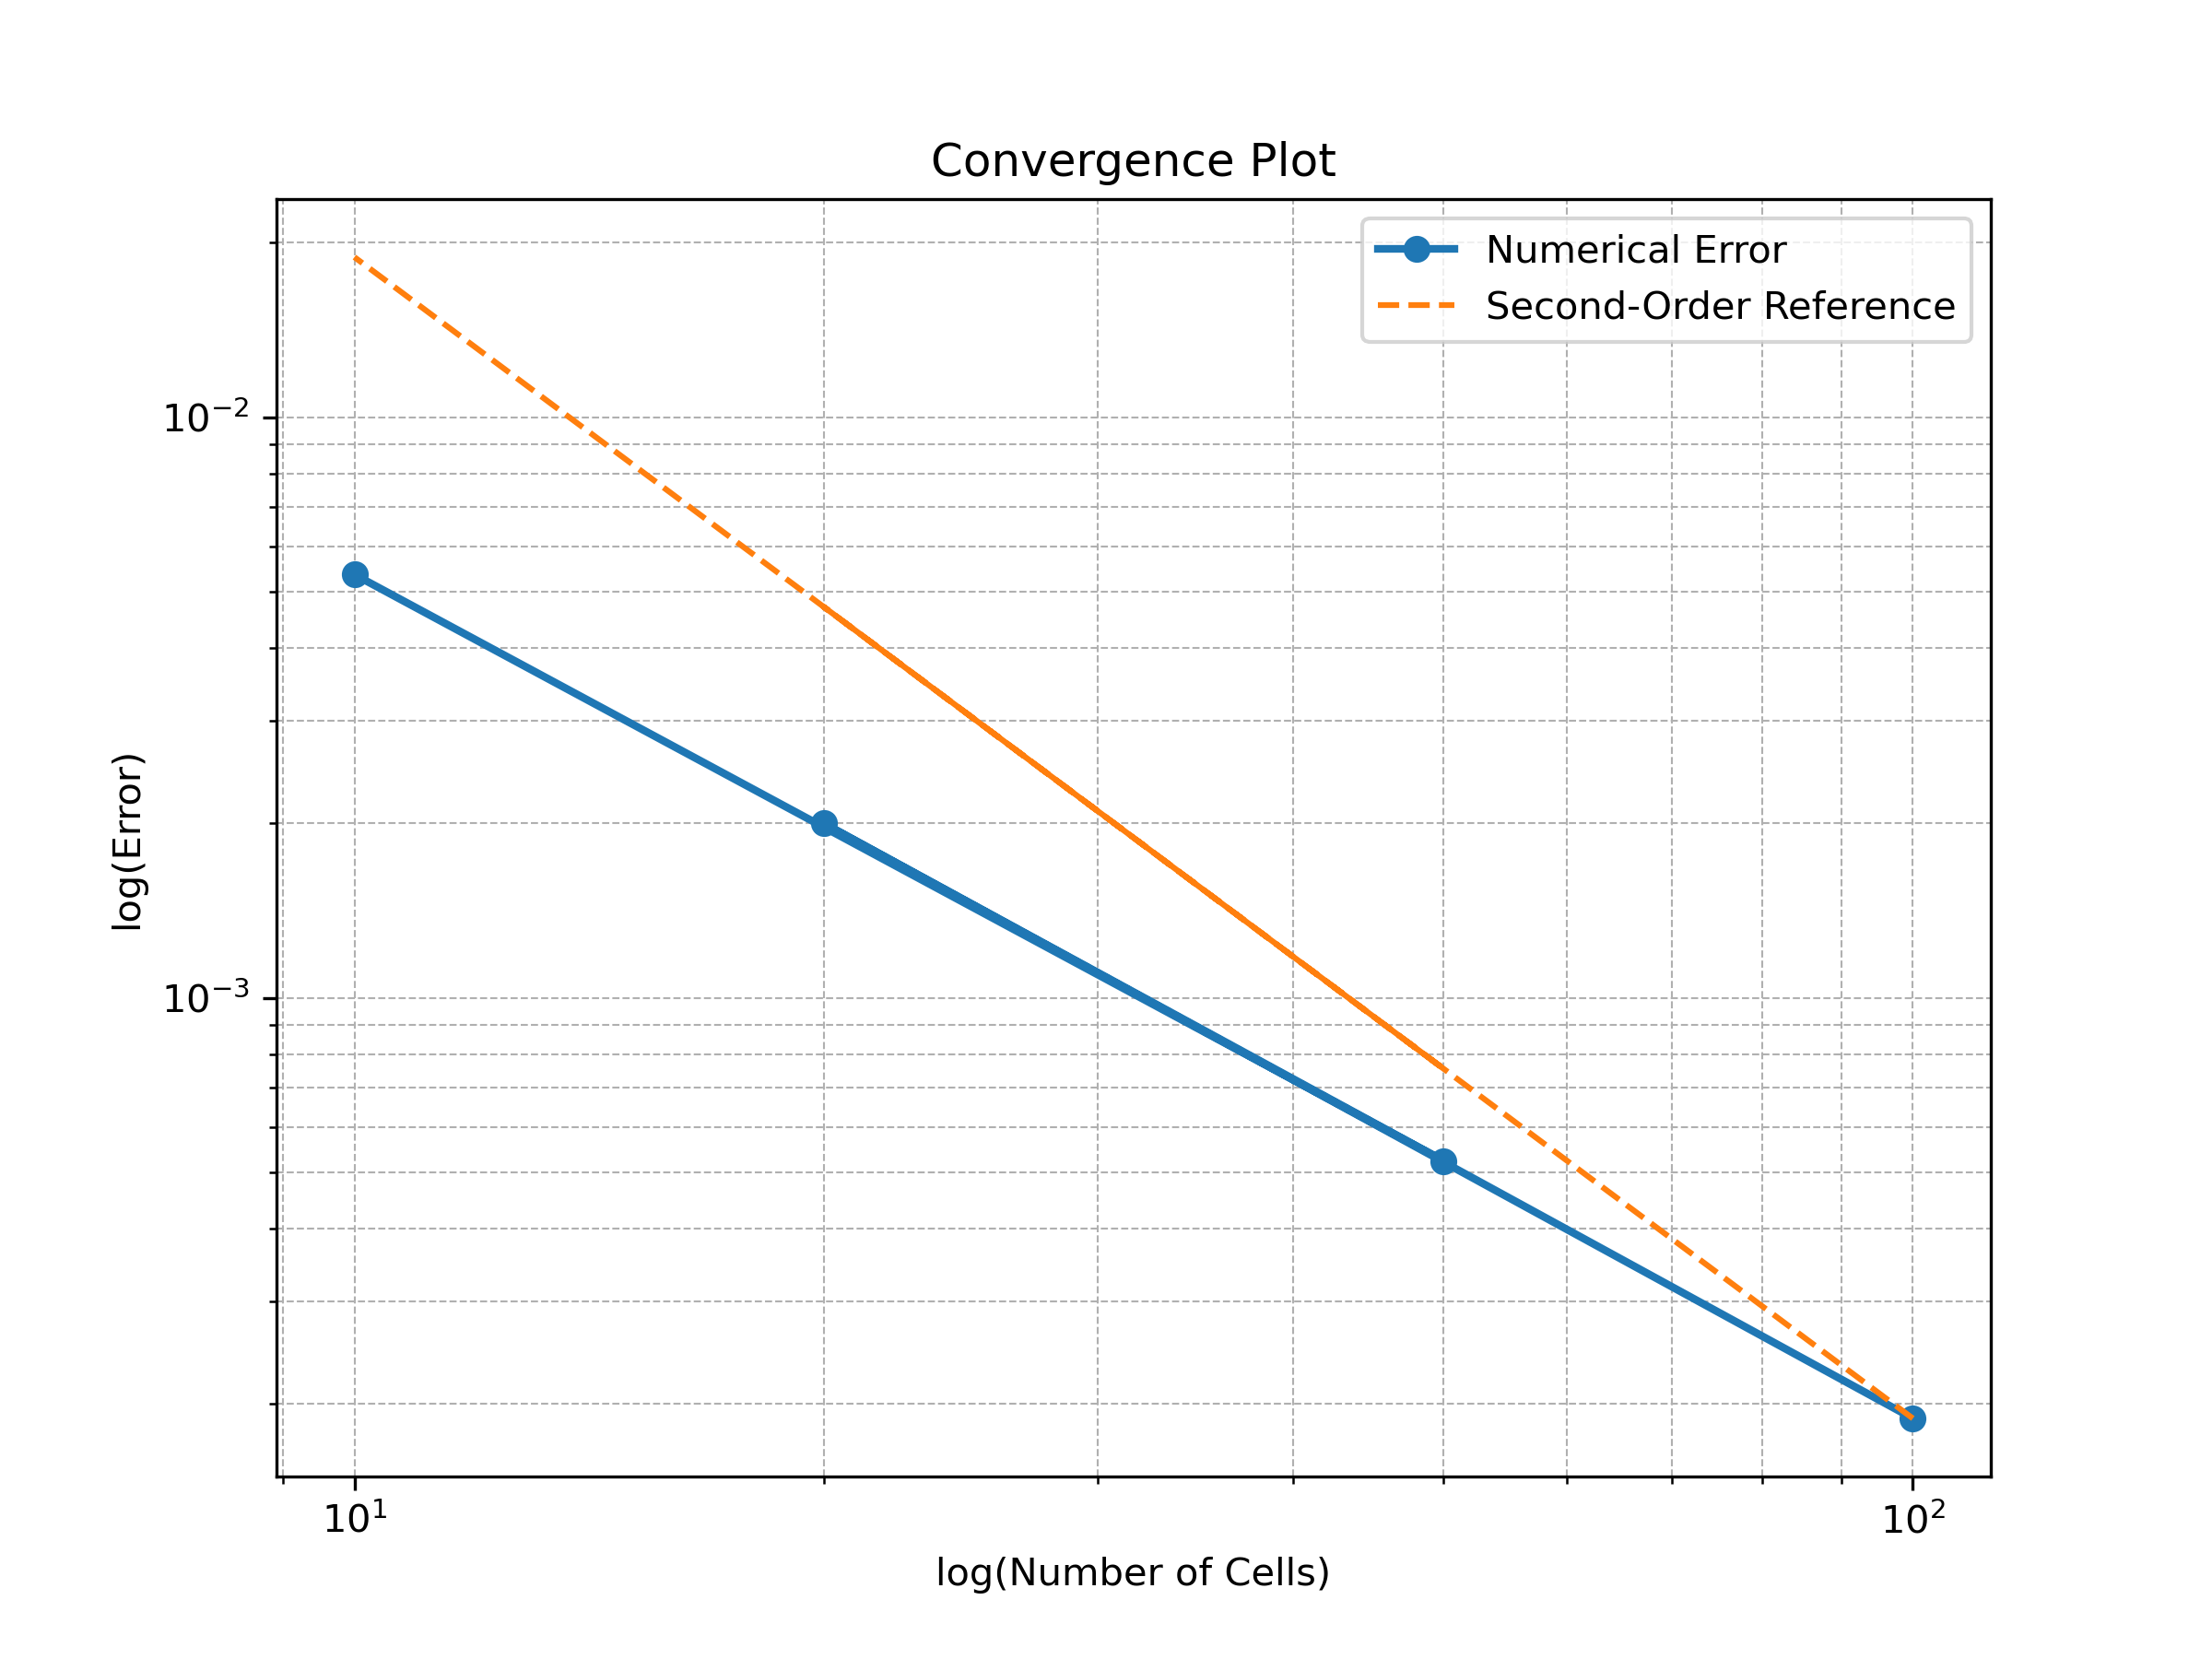 Convergence Plot
Numerical Error
Second-Order Reference
10⁻²
10⁻³
log(Error)
10¹
10²
log(Number of Cells)